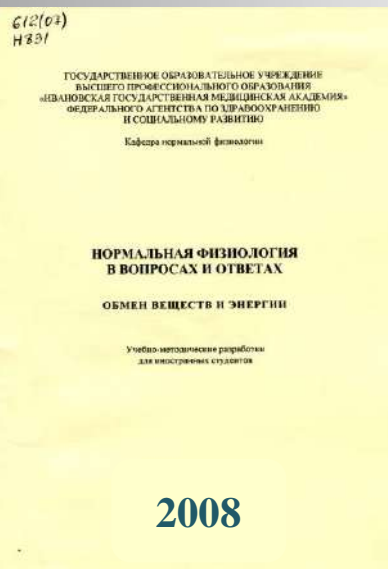 612(07)
Н831
ГОСУДАРСТВЕННОЕ ОБРАЗОВАТЕЛЬНОЕ УЧРЕЖДЕНИЕ
ВЫСШЕГО ПРОФЕССИОНАЛЬНОГО ОБРАЗОВАНИЯ
«ИВАНОВСКАЯ ГОСУДАРСТВЕННАЯ МЕДИЦИНСКАЯ АКАДЕМИЯ»
ФЕДЕРАЛЬНОГО АГЕНТСТВА ПО ЗДРАВООХРАНЕНИЮ
И СОЦИАЛЬНОМУ РАЗВИТИЮ
Кафедра нормальной физиологии
НОРМАЛЬНАЯ ФИЗИОЛОГИЯ
В ВОПРОСАХ И ОТВЕТАХ
ОБМЕН ВЕЩЕСТВ И ЭНЕРГИИ
Учебно-методические разработки
для иностранных студентов
2008